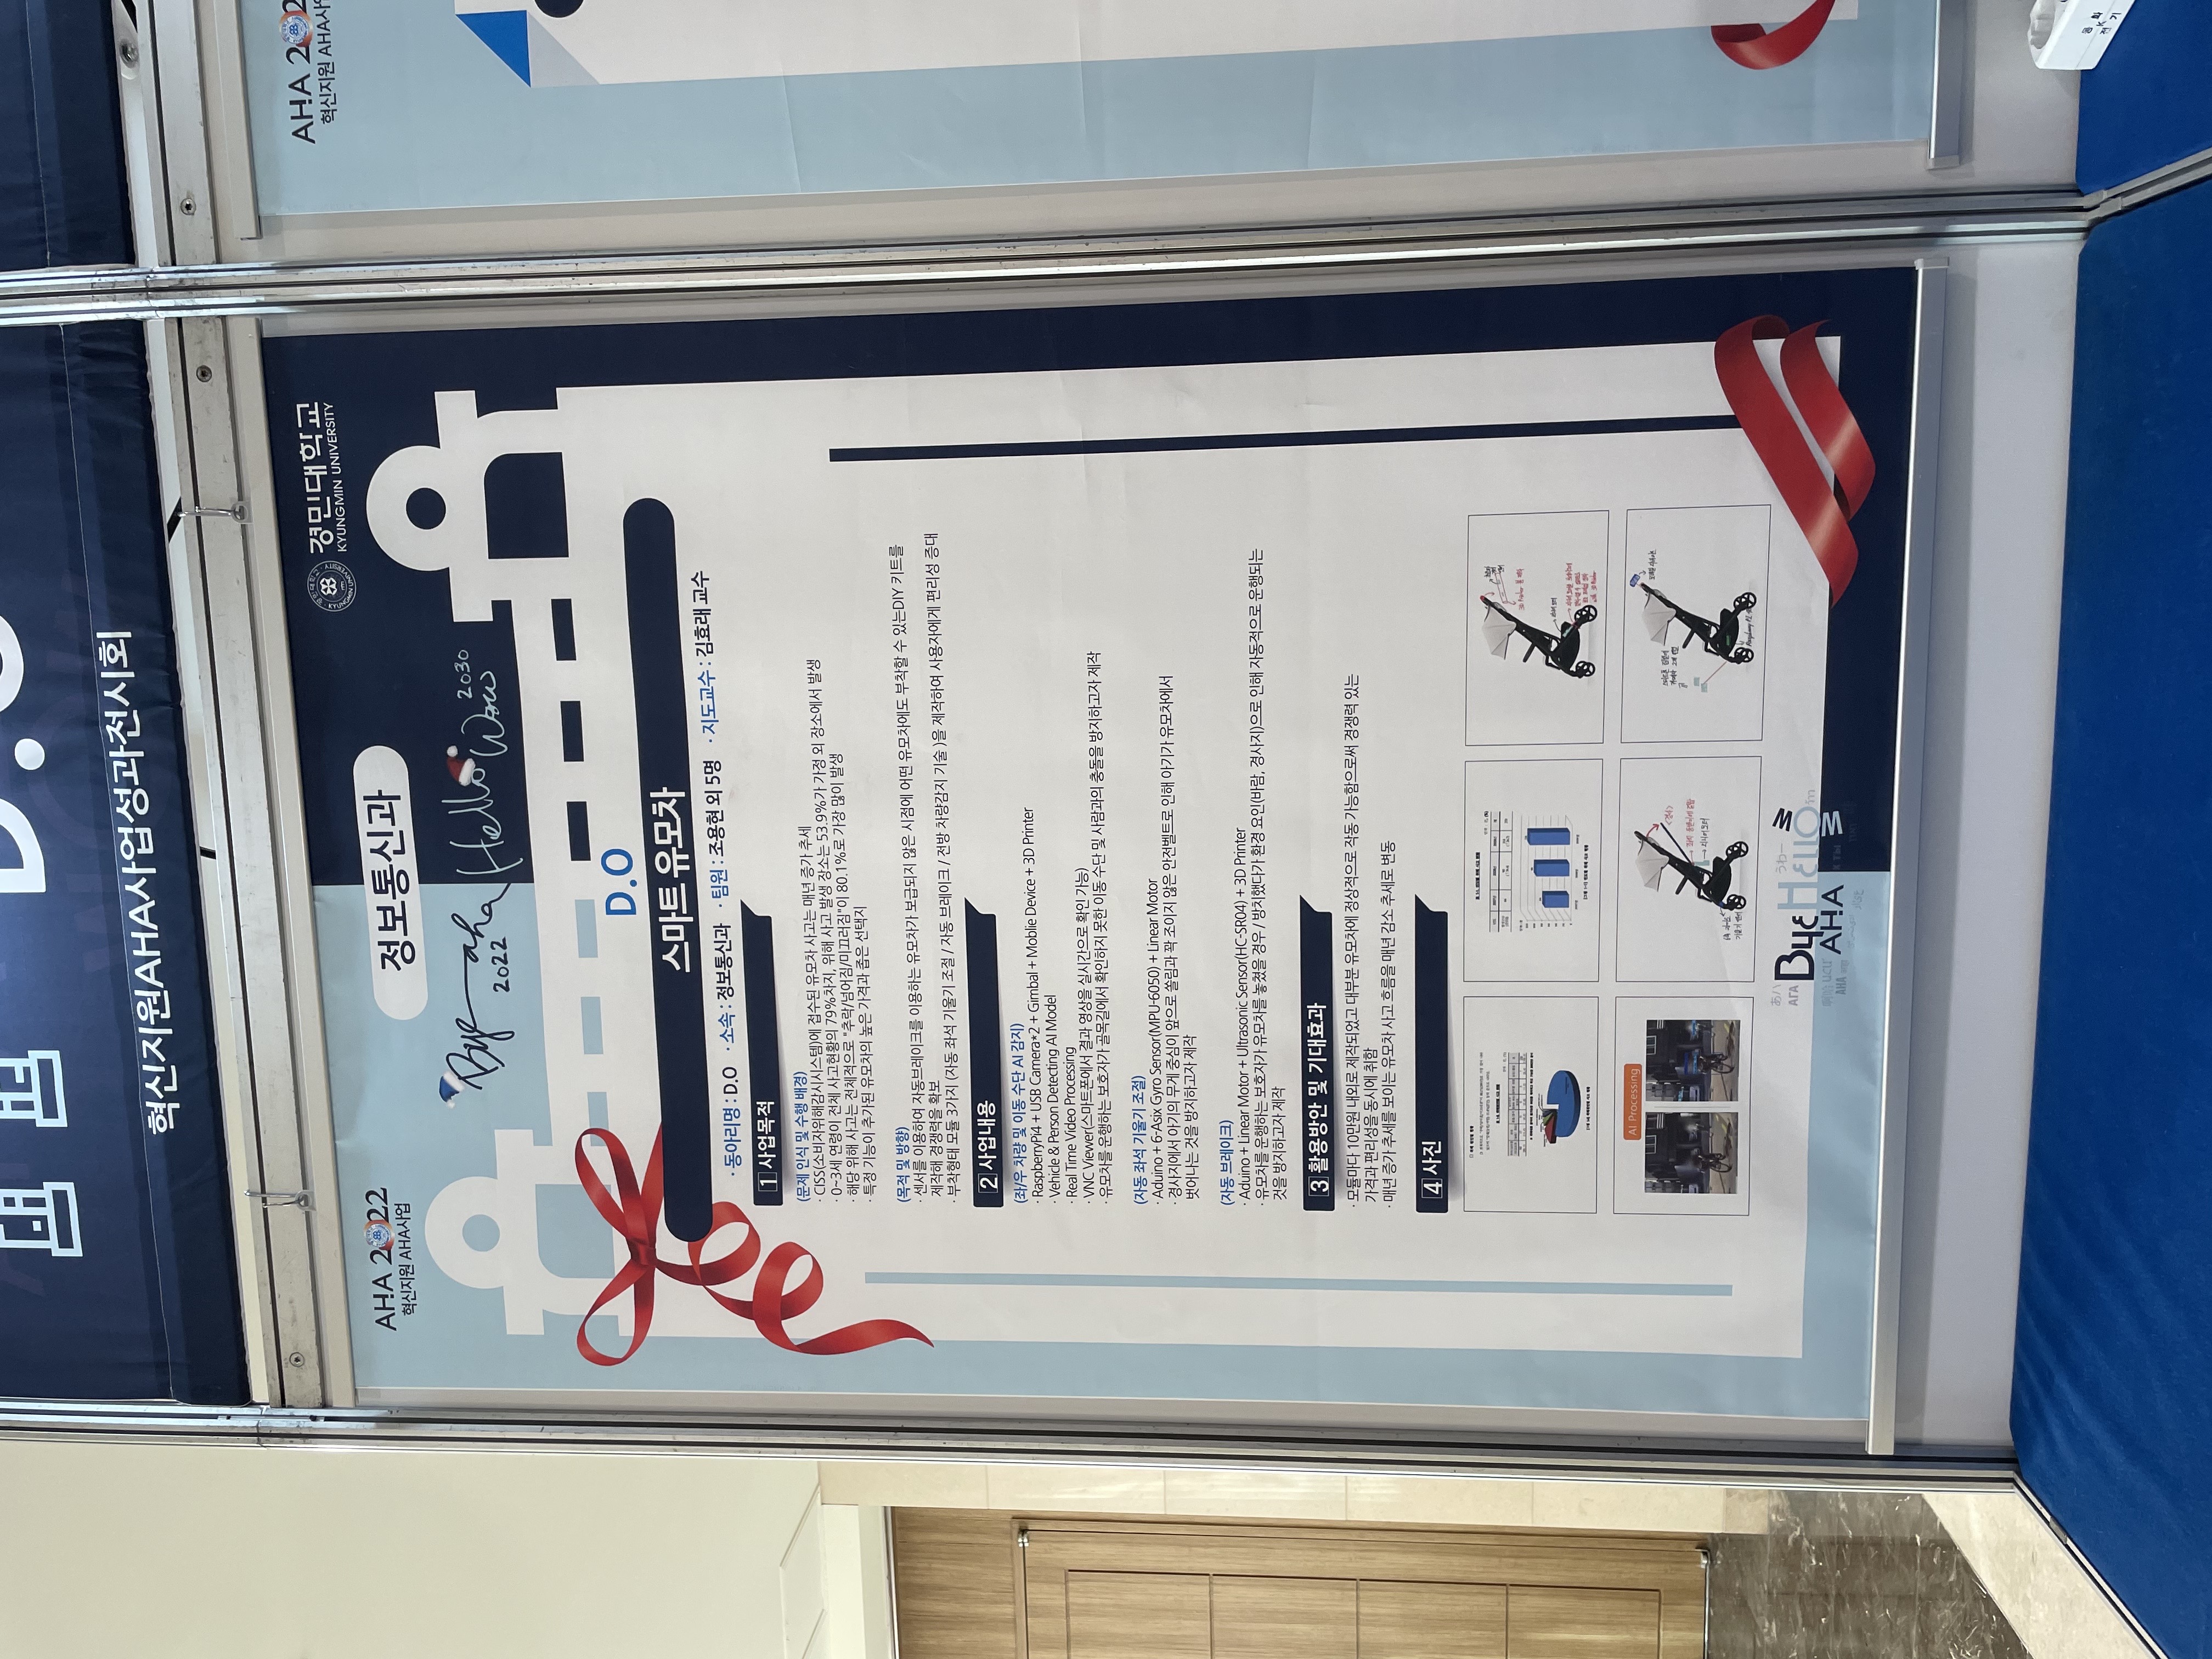 D.O
혁신지원AHA사업성과전시회
AHA 2022
혁신지원 AHA사업
경민대학교
KYUNGMIN UNIVERSITY
정보통신과
Bye aha 2022
Hello Wow 2030
D.O
스마트 유모차
· 동아리명 : D.O · 소속 : 정보통신과 · 팀원 : 조용현 외 5명 · 지도교수 : 김효래 교수
1 사업목적
(문제 인식 및 수행 배경)
· CISS(소비자위해감시시스템)에 접수된 유모차 사고는 매년 증가 추세
· 0~3세 연령이 전체 사고현황의 79%차지, 위해 사고 발생 장소는 53.9%가 가정 외 장소에서 발생
· 해당 위해 사고는 전체적으로 "추락/넘어짐/미끄러짐"이 80.1%로 가장 많이 발생
· 특정 기능이 추가된 유모차의 높은 가격과 좁은 선택지
(목적 및 방향)
· 센서를 이용하여 자동브레이크를 이용하는 유모차가 보급되지 않은 시점에 어떤 유모차에도 부착할 수 있는DIY 키트를
제작해 경쟁력을 확보
· 부착형태 모듈 3가지 (자동 좌석 기울기 조절 / 자동 브레이크 / 전방 차량감지 기술 )을 제작하여 사용자에게 편리성 증대
2 사업내용
(좌/우 차량 및 이동 수단 AI 감지)
· RaspberryPi4 + USB Camera*2 + Gimbal + Moblie Device + 3D Printer
· Vehicle & Person Detecting AI Model
· Real Time Video Processing
· VNC Viewer(스마트폰에서 결과 영상을 실시간으로 확인 가능)
· 유모차를 운행하는 보호자가 골목길에서 확인하지 못한 이동 수단 및 사람과의 충돌을 방지하고자 제작
(자동 좌석 기울기 조절)
· Aduino + 6-Asix Gyro Sensor(MPU-6050) + Linear Motor
· 경사지에서 아기의 무게 중심이 앞으로 쏠림과 꽉 조이지 않은 안전벨트로 인해 아기가 유모차에서
벗어나는 것을 방지하고자 제작
(자동 브레이크)
· Aduino + Linear Motor + Ultrasonic Sensor(HC-SR04) + 3D Printer
· 유모차를 운행하는 보호자가 유모차를 놓쳤을 경우 / 방치했다가 환경 요인(바람, 경사지)으로 인해 자동적으로 운행되는
것을 방지하고자 제작
3 활용방안 및 기대효과
· 모듈마다 10만원 내외로 제작되었고 대부분 유모차에 정상적으로 작동 가능함으로써 경쟁력 있는
가격과 편리성을 동시에 취함
· 매년 증가 추세를 보이는 유모차 사고 흐름을 매년 감소 추세로 변동
4 사진
AI Processing
Bye Hello
AHA
WOW
あハ
うわー
AHA 2022
혁신지원 AHA사